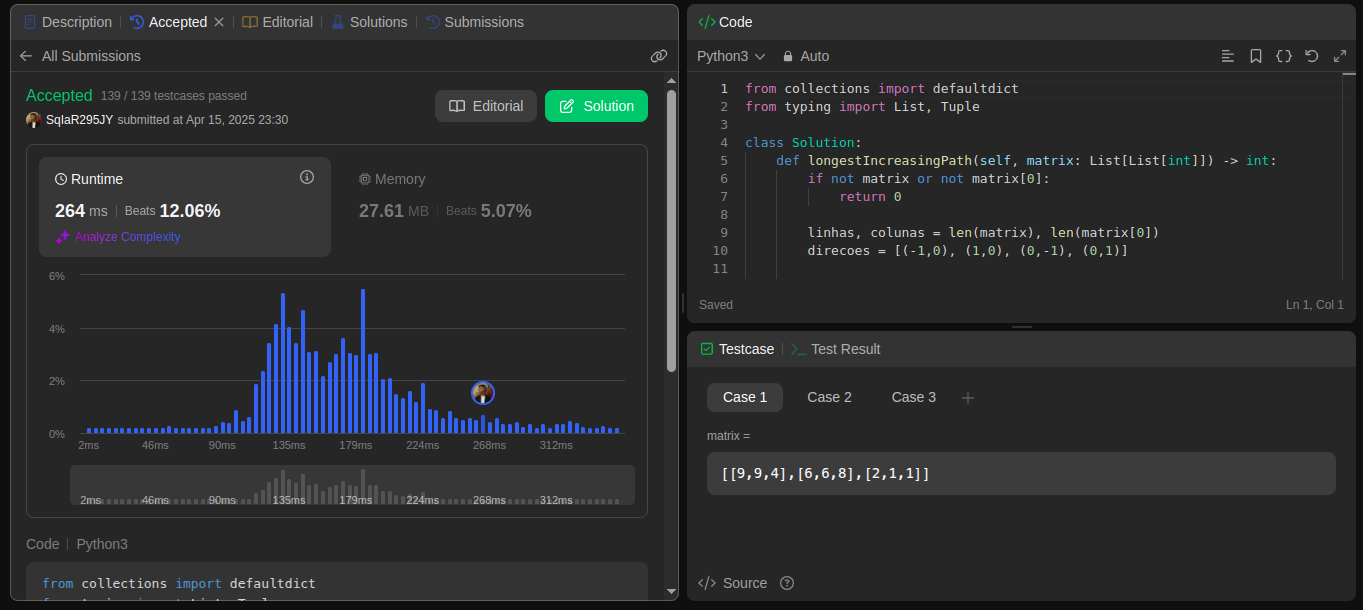 Description | Accepted × | Editorial | Solutions | Submissions
All Submissions
Accepted 139 / 139 testcases passed
SqIaR295JY submitted at Apr 15, 2025 23:30
Editorial
Solution
Runtime
264 ms | Beats 12.06%
Analyze Complexity
Memory
27.61 MB | Beats 5.07%
6%
4%
2%
0%
2ms 46ms 90ms 135ms 179ms 224ms 268ms 312ms
2ms 46ms 90ms 135ms 179ms 224ms 268ms 312ms
Code | Python3
from collections import defaultdict
</> Code
Python3 Auto
1 from collections import defaultdict
2 from typing import List, Tuple
3
4 class Solution:
5 def longestIncreasingPath(self, matrix: List[List[int]]) -> int:
6 if not matrix or not matrix[0]:
7 return 0
8
9 linhas, colunas = len(matrix), len(matrix[0])
10 direcoes = [(-1,0), (1,0), (0,-1), (0,1)]
11
Saved Ln 1, Col 1
Testcase | >_ Test Result
Case 1 Case 2 Case 3 +
matrix =
[[9,9,4],[6,6,8],[2,1,1]]
</> Source ?